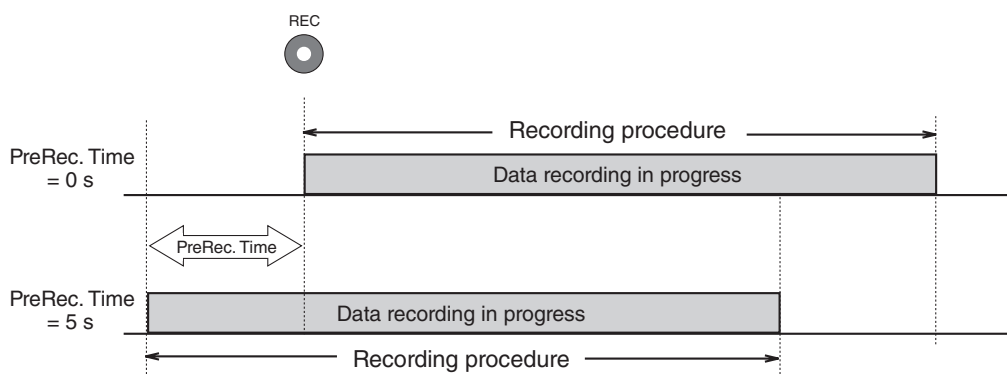 REC
Recording procedure
PreRec. Time
= 0 s
Data recording in progress
PreRec. Time
PreRec. Time
= 5 s
Data recording in progress
Recording procedure